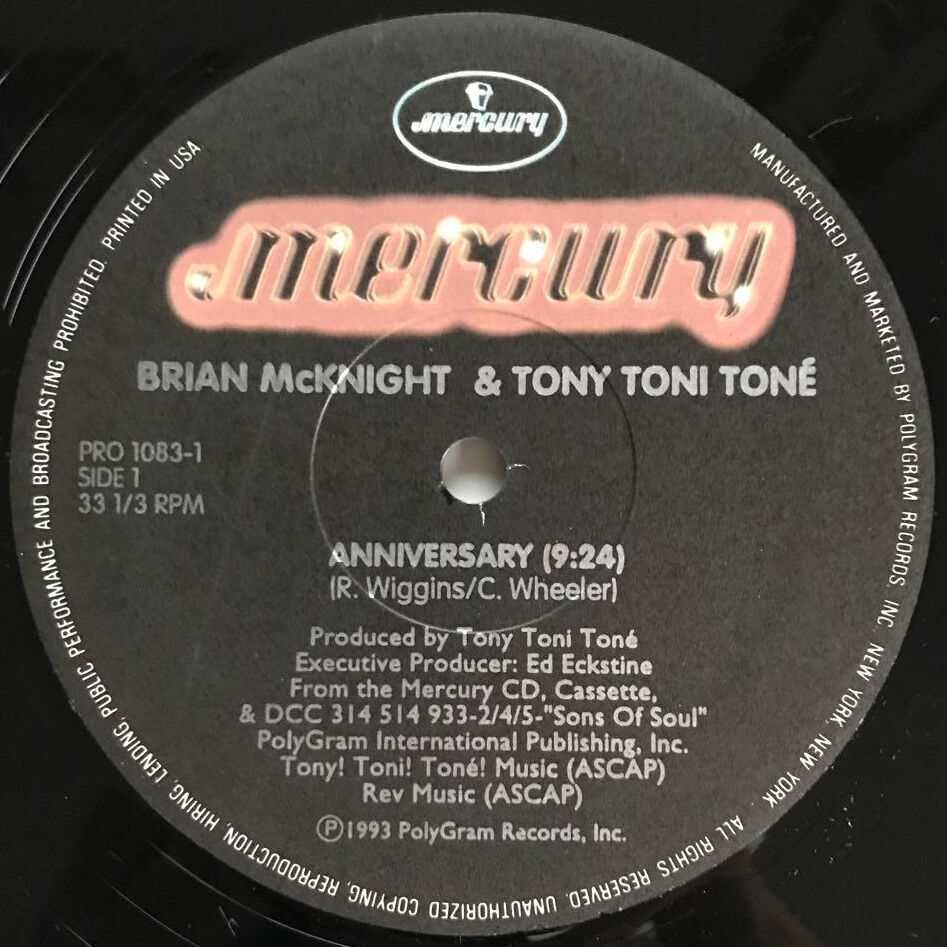 mercury
mercury
BRIAN McKNIGHT & TONY TONI TONÉ
PRO 1083-1
SIDE 1
33 1/3 RPM
ANNIVERSARY (9:24)
(R. Wiggins/C. Wheeler)
Produced by Tony Toni Toné
Executive Producer: Ed Eckstine
From the Mercury CD, Cassette,
& DCC 314 514 933-2/4/5-"Sons Of Soul"
PolyGram International Publishing, Inc.
Tony! Toni! Toné! Music (ASCAP)
Rev Music (ASCAP)
℗1993 PolyGram Records, Inc.
MANUFACTURED AND MARKETED BY POLYGRAM RECORDS, INC. NEW YORK, NEW YORK. ALL RIGHTS RESERVED. UNAUTHORIZED COPYING, REPRODUCTION, HIRING, LENDING, PUBLIC PERFORMANCE AND BROADCASTING PROHIBITED. PRINTED IN USA